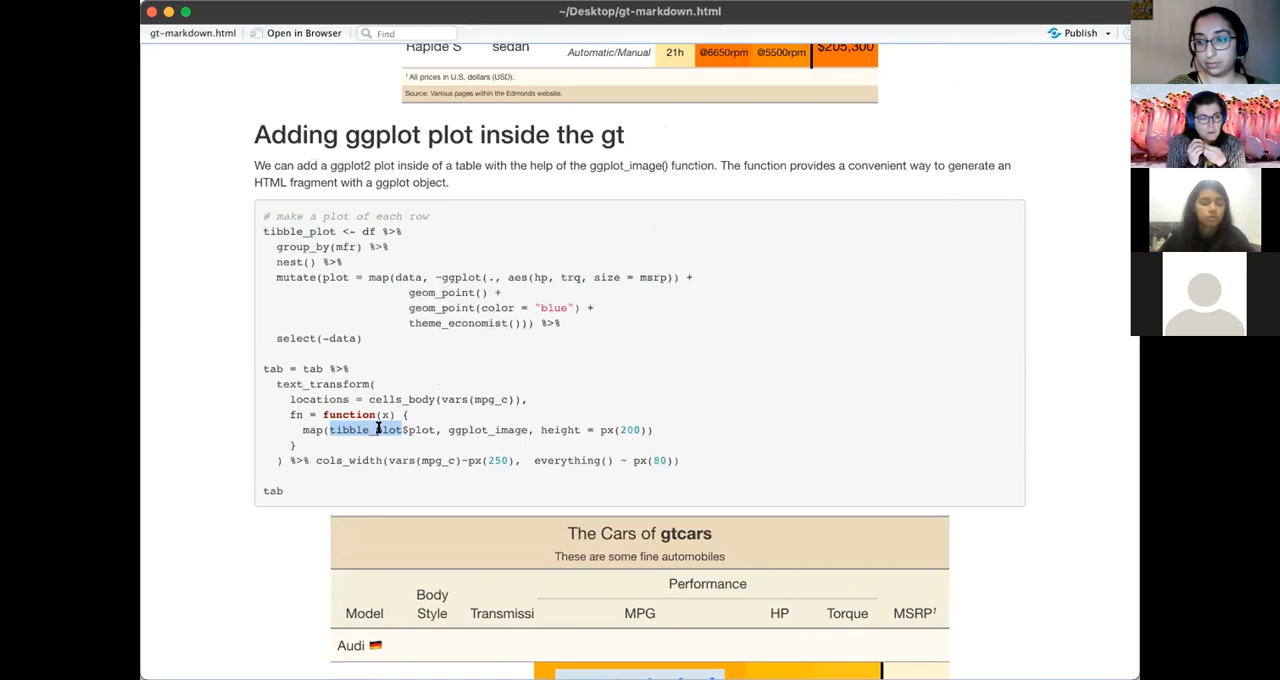 ~/Desktop/gt-markdown.html
gt-markdown.html
Open in Browser
Find
Publish
Rapide S sedan Automatic/Manual 21h @6650rpm @5500rpm $205,300
¹ All prices in U.S. dollars (USD).
Source: Various pages within the Edmonds website.
Adding ggplot plot inside the gt
We can add a ggplot2 plot inside of a table with the help of the ggplot_image() function. The function provides a convenient way to generate an
HTML fragment with a ggplot object.
# make a plot of each row
tibble_plot <- df %>%
group_by(mfr) %>%
nest() %>%
mutate(plot = map(data, ~ggplot(., aes(hp, trq, size = msrp)) +
geom_point() +
geom_point(color = "blue") +
theme_economist())) %>%
select(-data)
tab = tab %>%
text_transform(
locations = cells_body(vars(mpg_c)),
fn = function(x) {
map(tibble_plot$plot, ggplot_image, height = px(200))
}
) %>% cols_width(vars(mpg_c)~px(250), everything() ~ px(80))
tab
The Cars of gtcars
These are some fine automobiles
Performance
Model Body Style Transmissi MPG HP Torque MSRP¹
Audi 🇩🇪